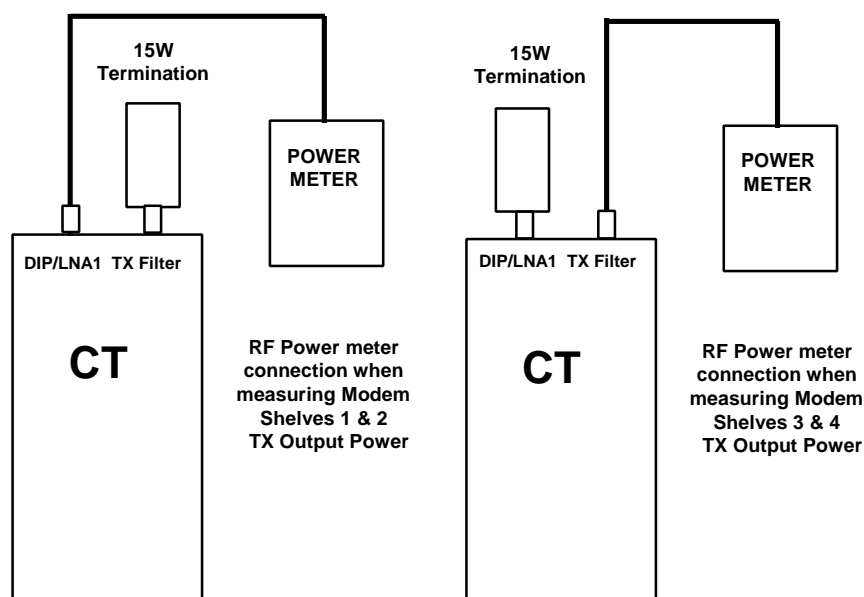 15W
Termination
POWER
METER
DIP/LNA1 TX Filter
CT
RF Power meter
connection when
measuring Modem
Shelves 1 & 2
TX Output Power
15W
Termination
POWER
METER
DIP/LNA1 TX Filter
CT
RF Power meter
connection when
measuring Modem
Shelves 3 & 4
TX Output Power